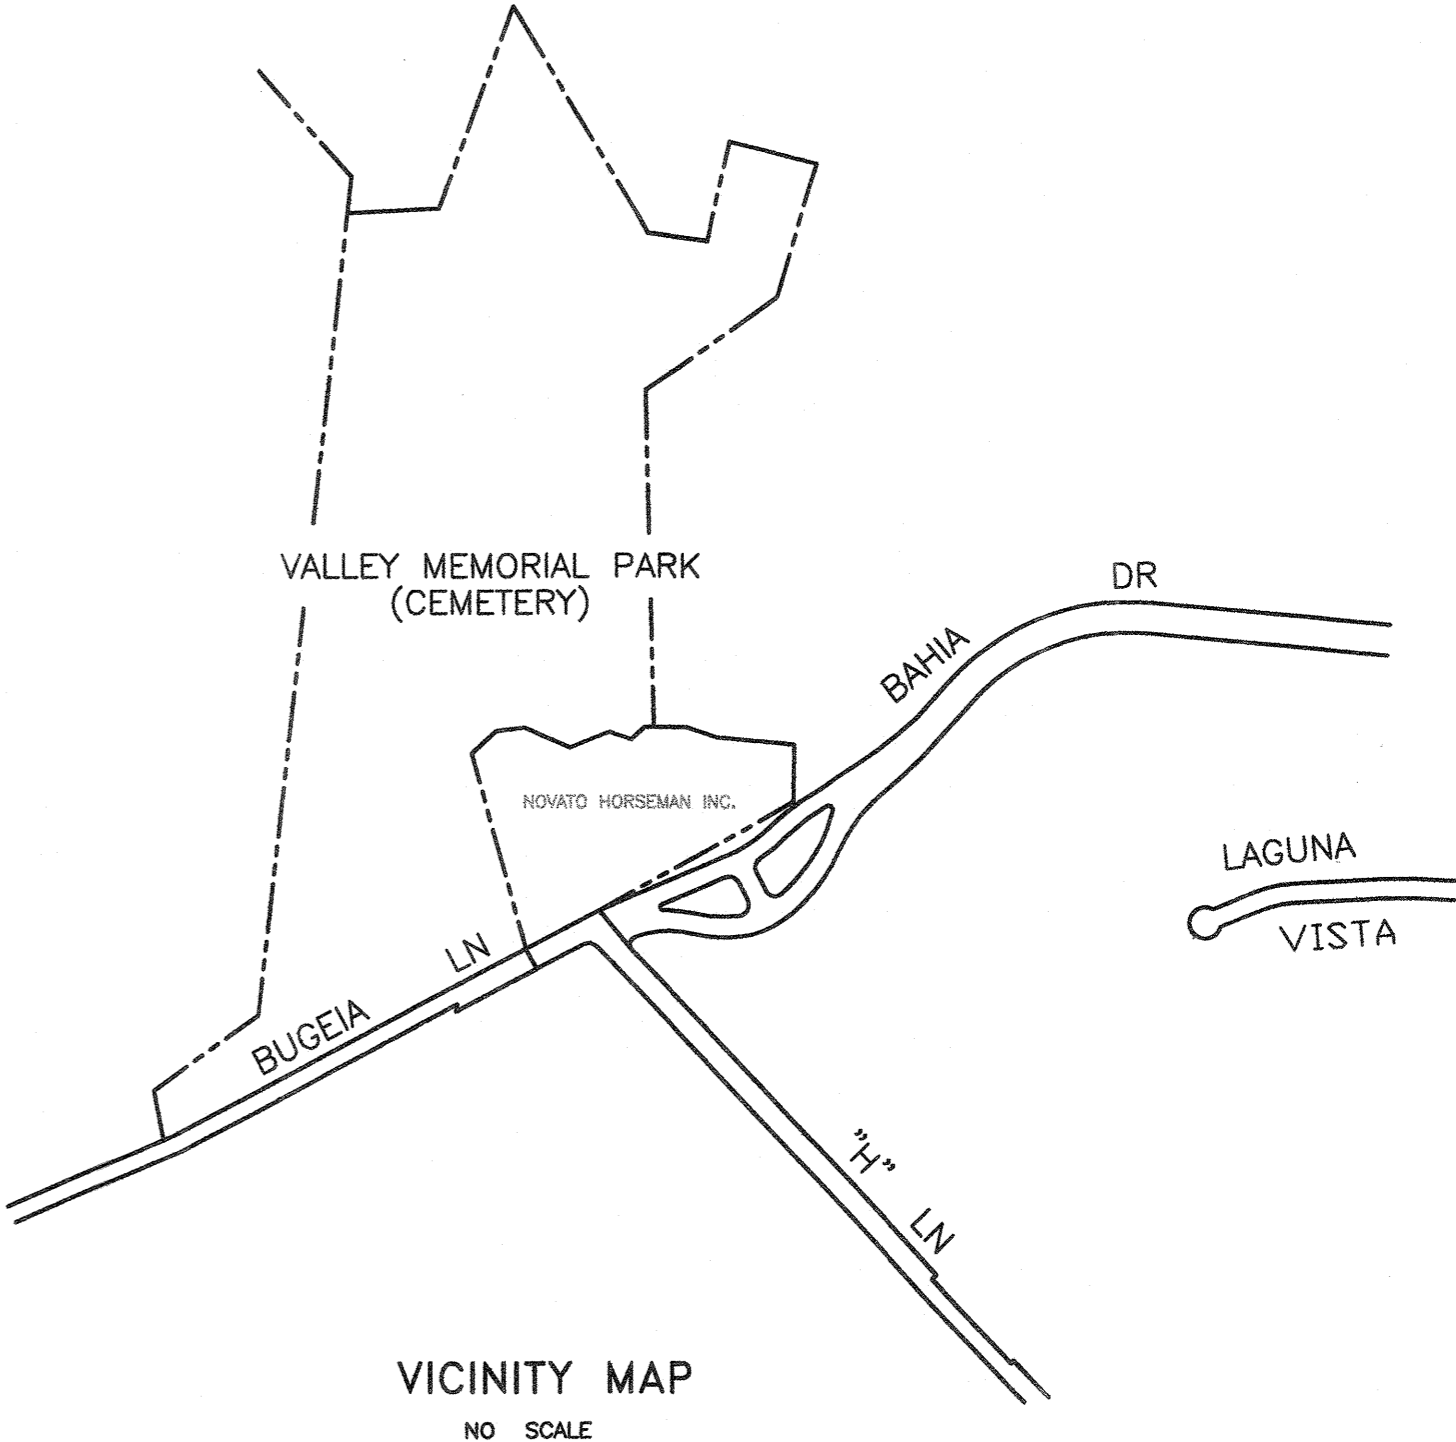 VALLEY MEMORIAL PARK
(CEMETERY)
DR
BAHIA
NOVATO HORSEMAN INC.
LAGUNA
VISTA
LN
BUGEIA
"H"
LN
VICINITY MAP
NO SCALE